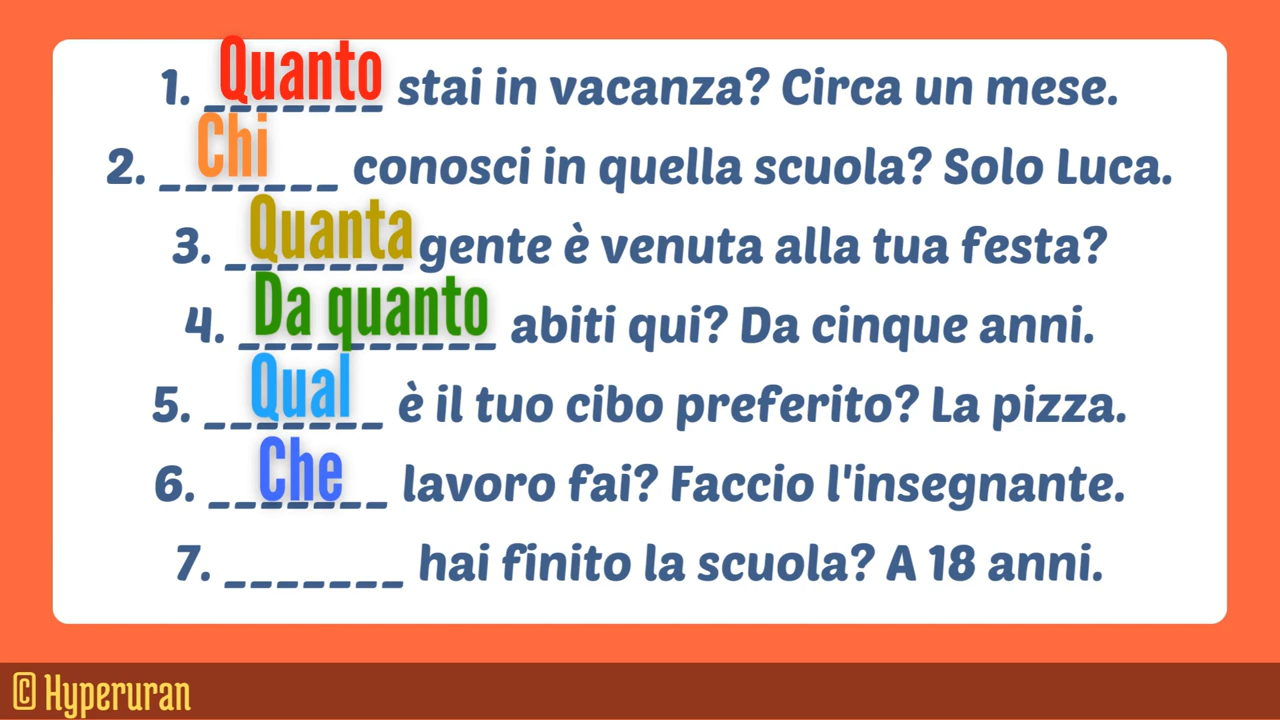 1. Quanto stai in vacanza? Circa un mese.
2. Chi conosci in quella scuola? Solo Luca.
3. Quanta gente è venuta alla tua festa?
4. Da quanto abiti qui? Da cinque anni.
5. Qual è il tuo cibo preferito? La pizza.
6. Che lavoro fai? Faccio l'insegnante.
7. _______ hai finito la scuola? A 18 anni.
© Hyperuran